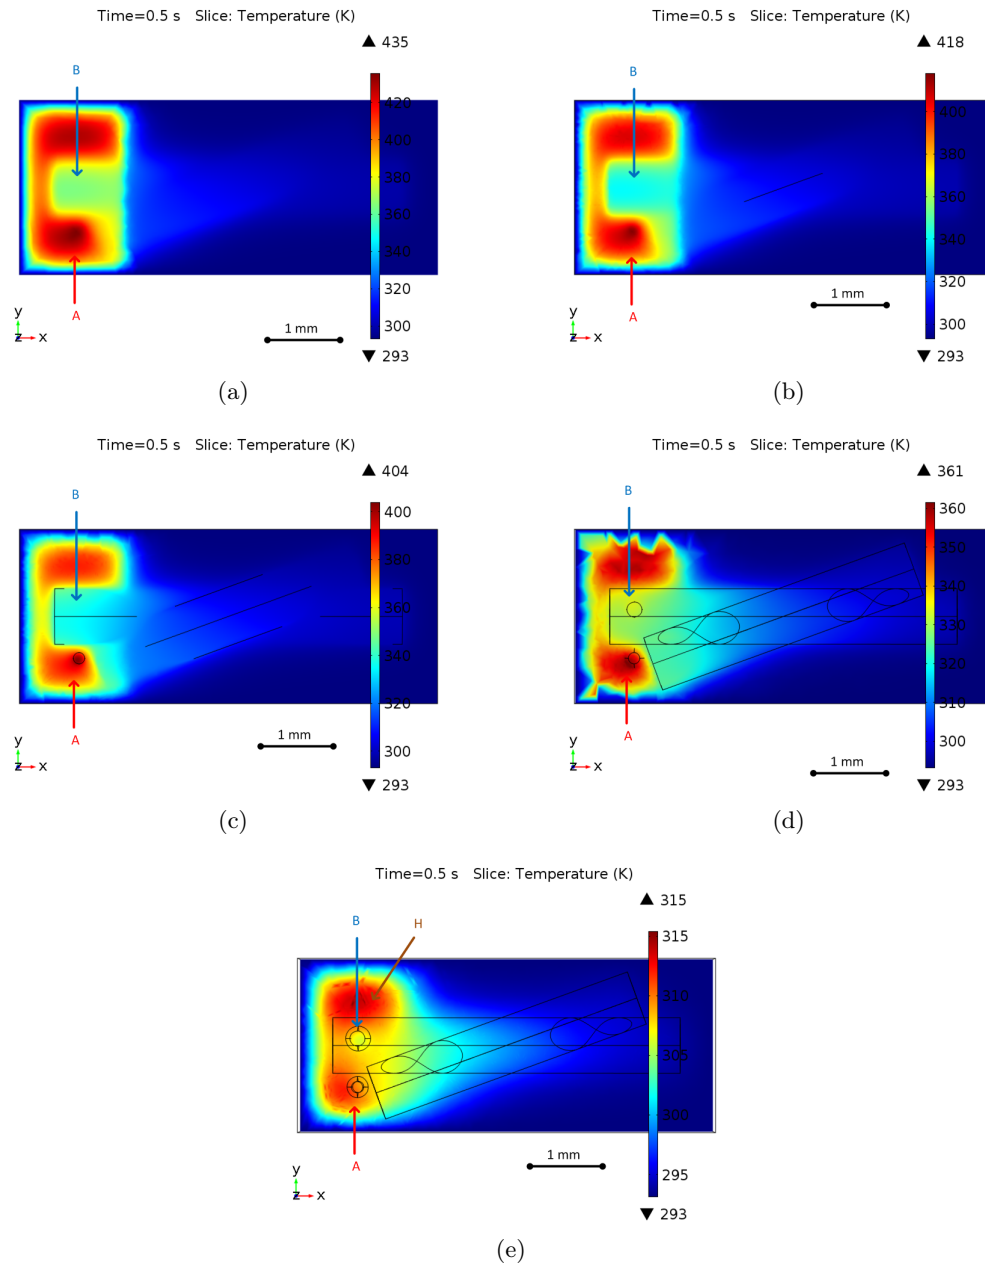 Time=0.5 s   Slice: Temperature (K)
▲ 435
B
420
400
380
360
340
320
300
A
y
z x
1 mm
▼ 293
(a)
Time=0.5 s   Slice: Temperature (K)
▲ 418
B
400
380
360
340
320
300
A
y
z x
1 mm
▼ 293
(b)
Time=0.5 s   Slice: Temperature (K)
▲ 404
B
400
380
360
340
320
300
A
y
z x
1 mm
▼ 293
(c)
Time=0.5 s   Slice: Temperature (K)
▲ 361
B
360
350
340
330
320
310
300
A
y
z x
1 mm
▼ 293
(d)
Time=0.5 s   Slice: Temperature (K)
▲ 315
B
H
315
310
305
300
295
A
y
z x
1 mm
▼ 293
(e)